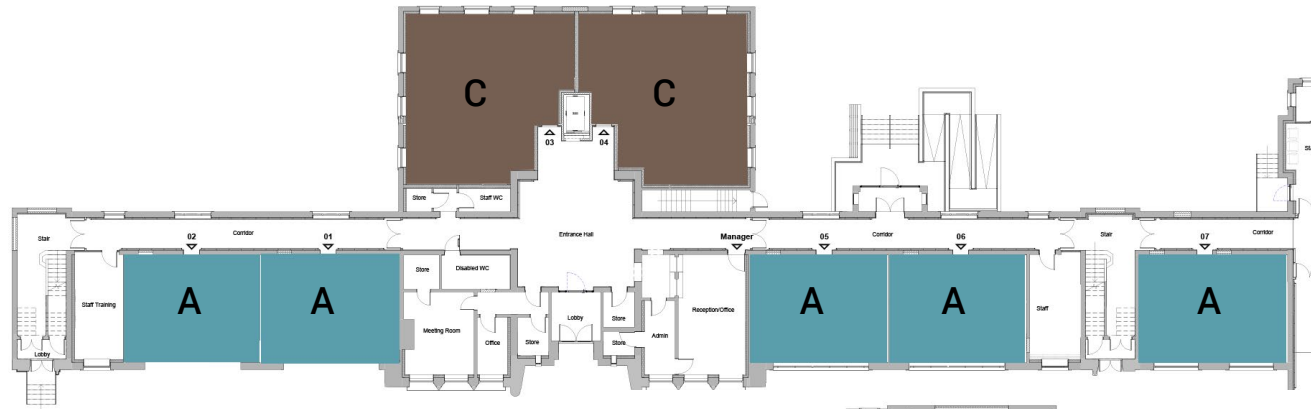 C
C
03
04
Store
Staff WC
Stair
Corridor
02
01
Entrance Hall
Manager
05
Corridor
06
Stair
07
Corridor
Staff Training
A
A
Store
Disabled WC
Meeting Room
Office
Store
Lobby
Store
Store
Admin
Reception/Office
A
A
Staff
A
Lobby